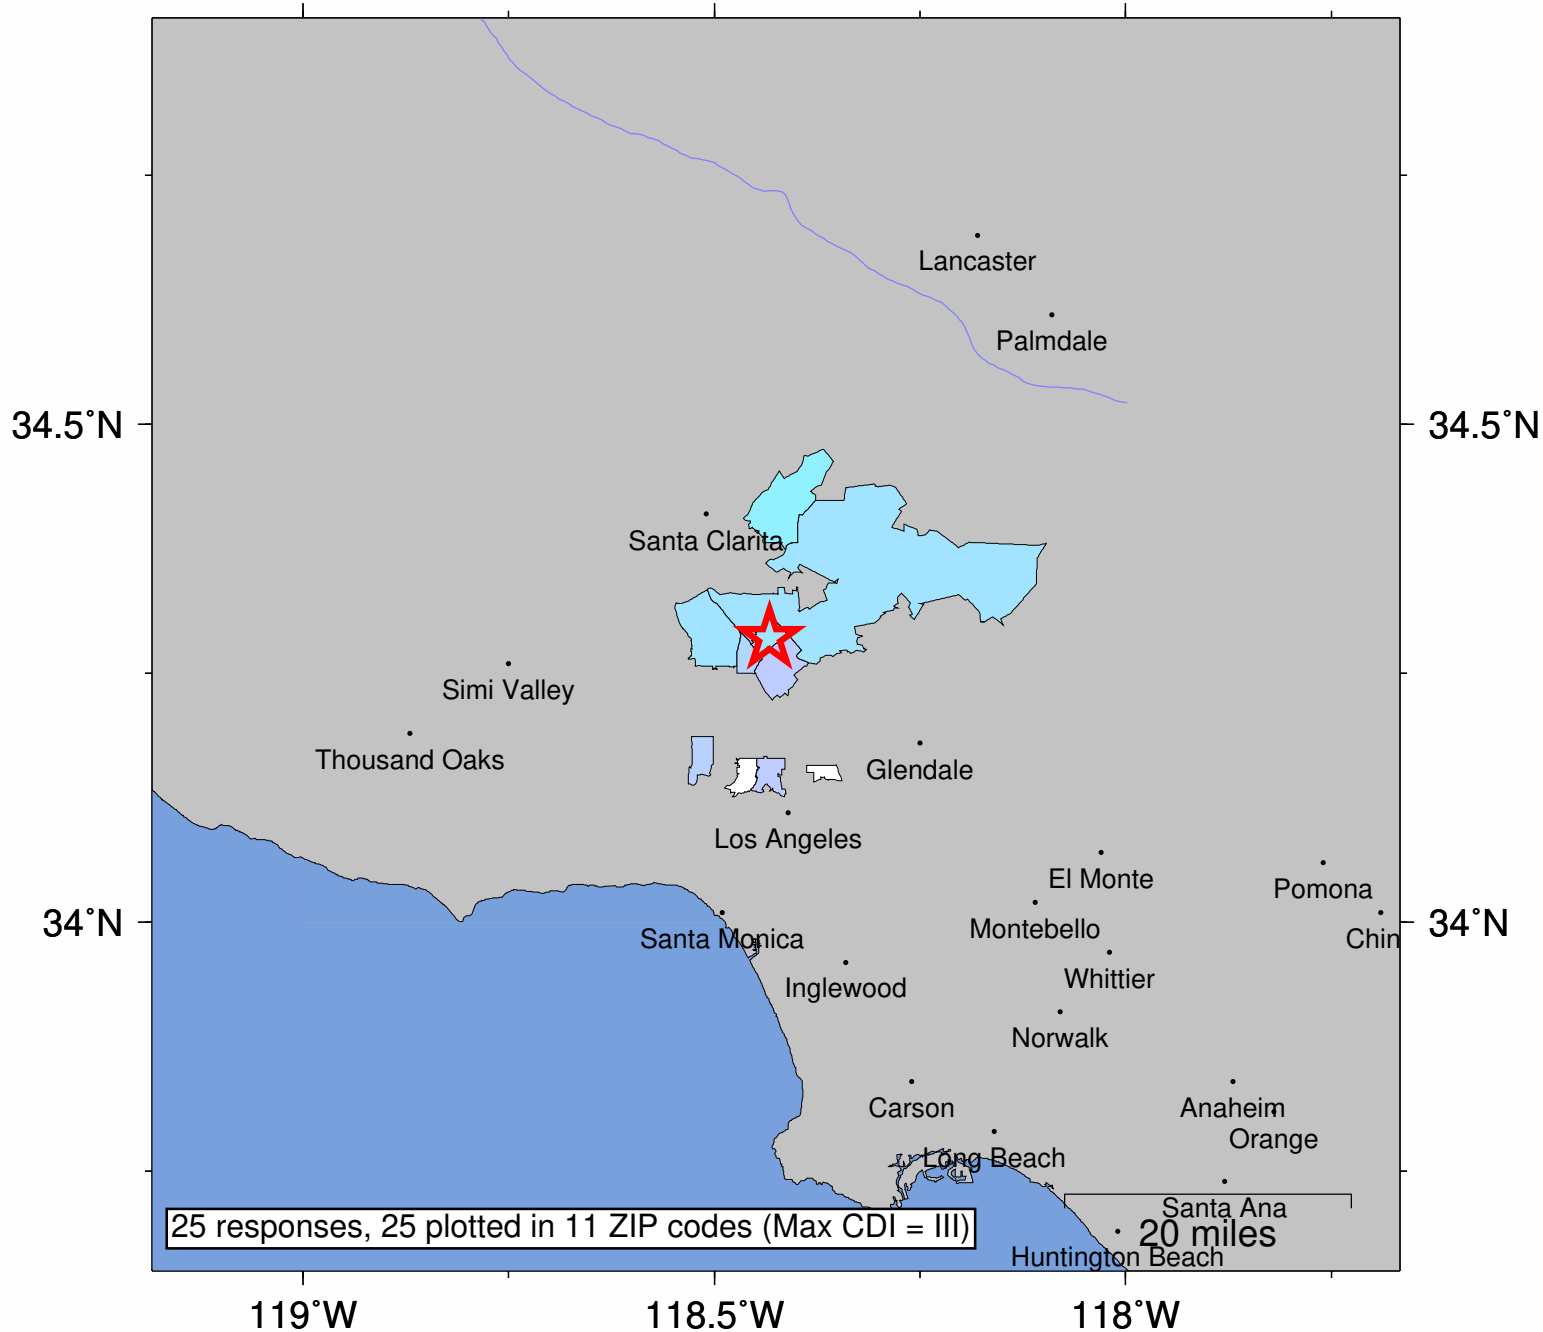 Lancaster
Palmdale
34.5°N
34.5°N
Santa Clarita
Simi Valley
Thousand Oaks
Glendale
Los Angeles
El Monte
Pomona
34°N
34°N
Montebello
Santa Monica
Chin
Whittier
Inglewood
Norwalk
Carson
Anaheim
Orange
Long Beach
Santa Ana
25 responses, 25 plotted in 11 ZIP codes (Max CDI = III)
20 miles
Huntington Beach
119°W
118.5°W
118°W